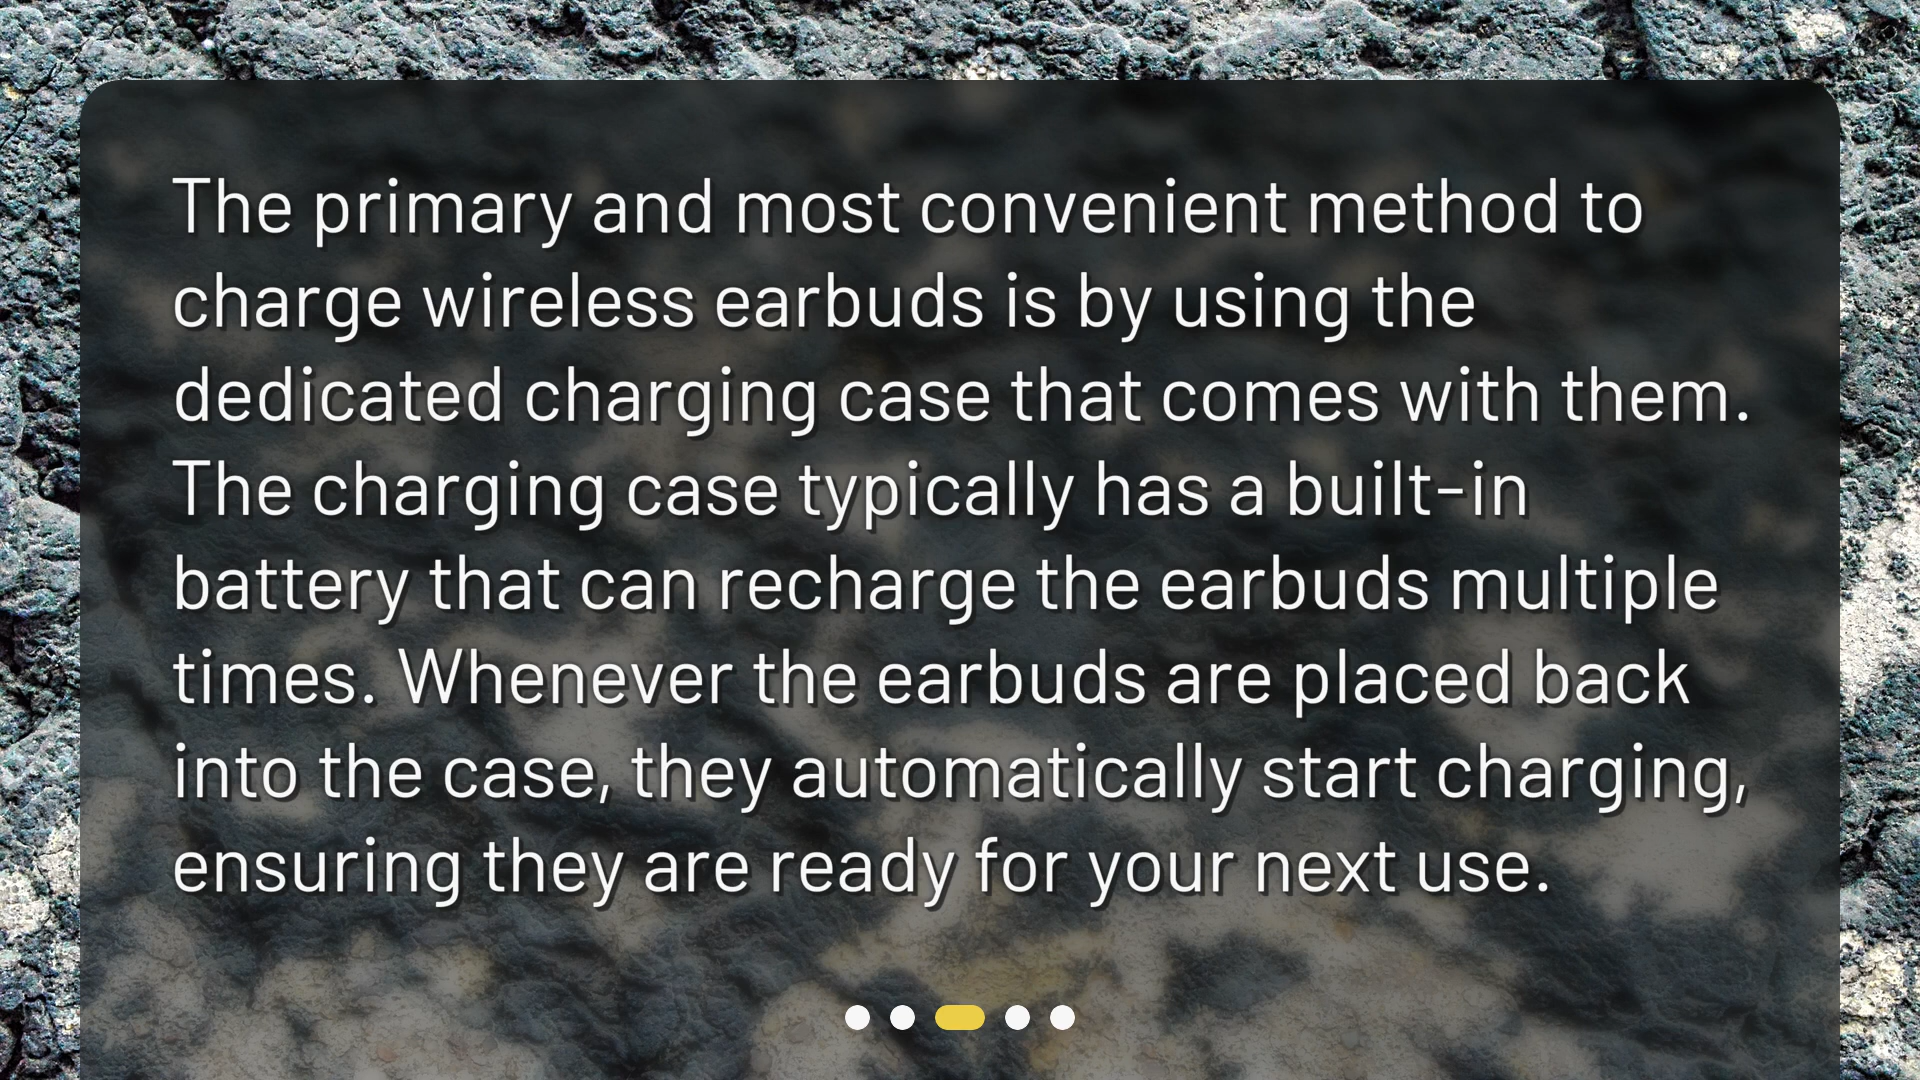 The primary and most convenient method to
charge wireless earbuds is by using the
dedicated charging case that comes with them.
The charging case typically has a built-in
battery that can recharge the earbuds multiple
times. Whenever the earbuds are placed back
into the case, they automatically start charging,
ensuring they are ready for your next use.